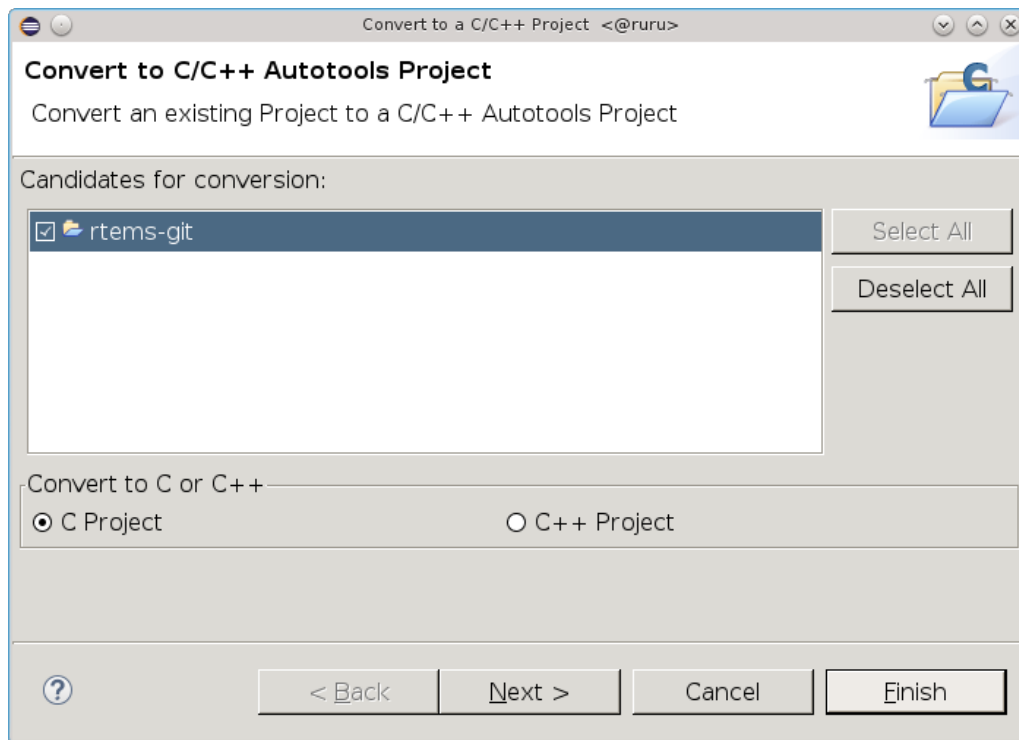 Convert to a C/C++ Project <@ruru>
Convert to C/C++ Autotools Project
Convert an existing Project to a C/C++ Autotools Project
Candidates for conversion:
rtems-git
Select All
Deselect All
Convert to C or C++
C Project
C++ Project
< Back
Next >
Cancel
Finish